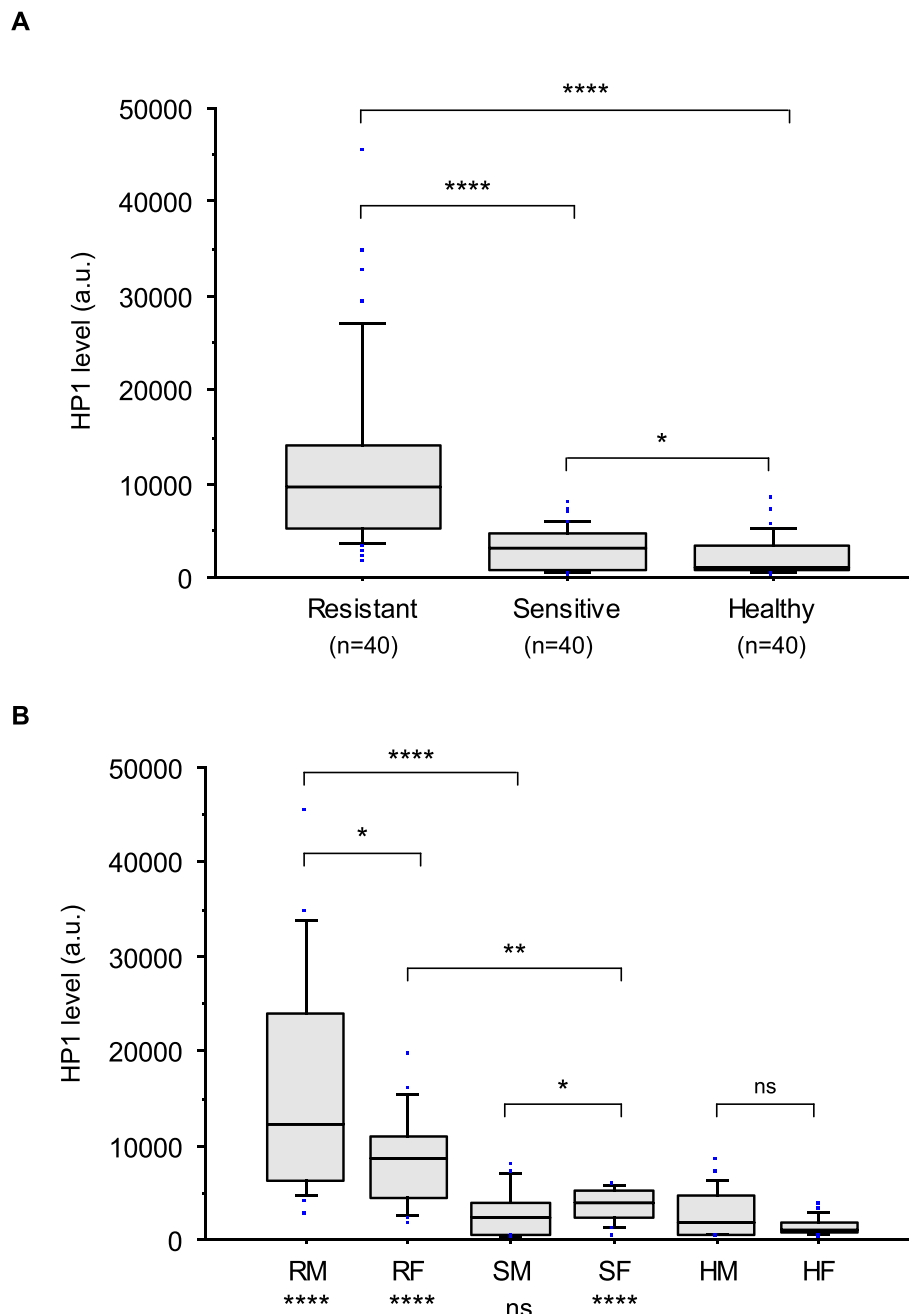 A
****
50000
****
40000
30000
HP1 level (a.u.)
20000
*
10000
0
Resistant Sensitive Healthy
(n=40) (n=40) (n=40)
B
****
50000
*
40000
HP1 level (a.u.)
30000
**
20000
* ns
10000
0
RM RF SM SF HM HF
**** **** ns ****